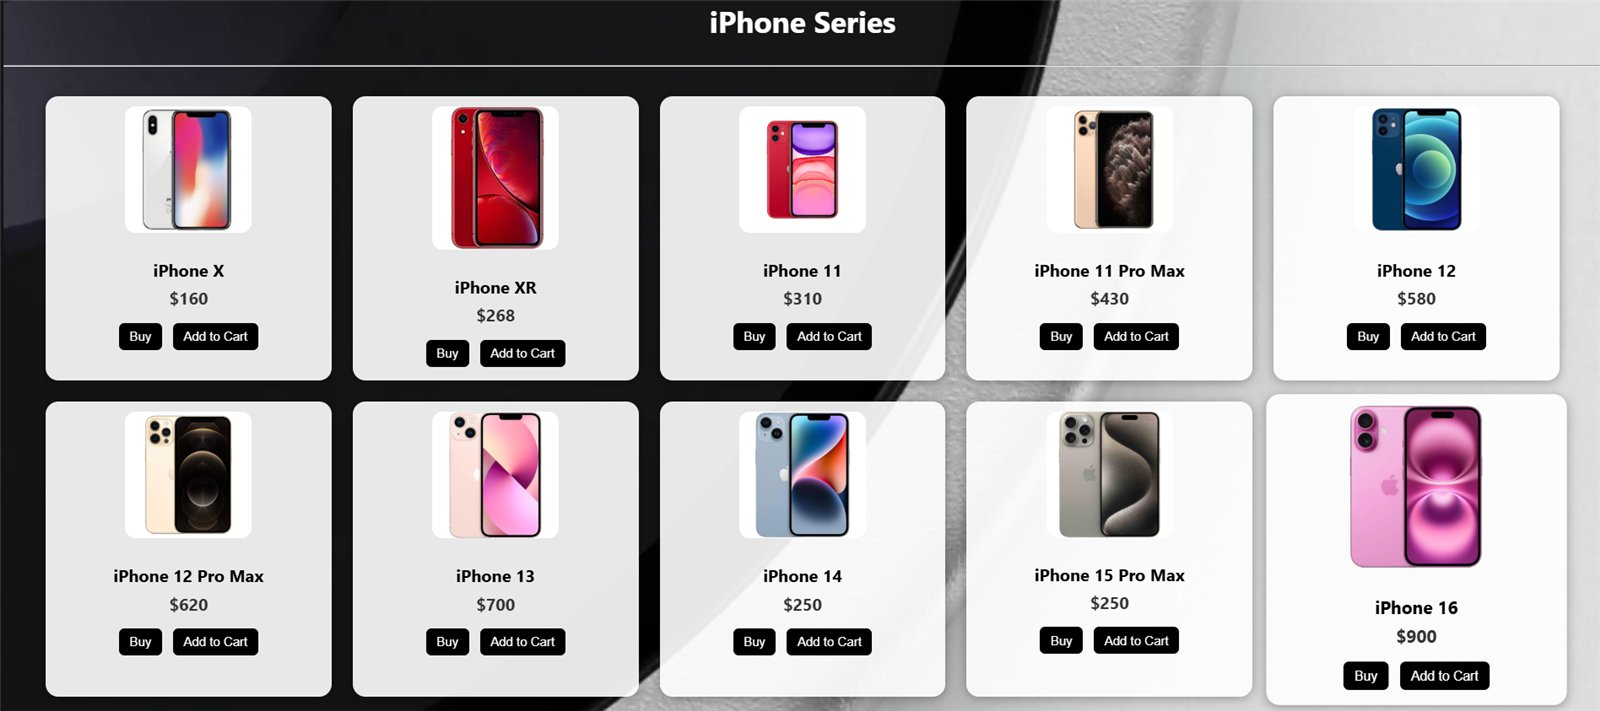 iPhone Series
iPhone X
$160
Buy Add to Cart
iPhone XR
$268
Buy Add to Cart
iPhone 11
$310
Buy Add to Cart
iPhone 11 Pro Max
$430
Buy Add to Cart
iPhone 12
$580
Buy Add to Cart
iPhone 12 Pro Max
$620
Buy Add to Cart
iPhone 13
$700
Buy Add to Cart
iPhone 14
$250
Buy Add to Cart
iPhone 15 Pro Max
$250
Buy Add to Cart
iPhone 16
$900
Buy Add to Cart